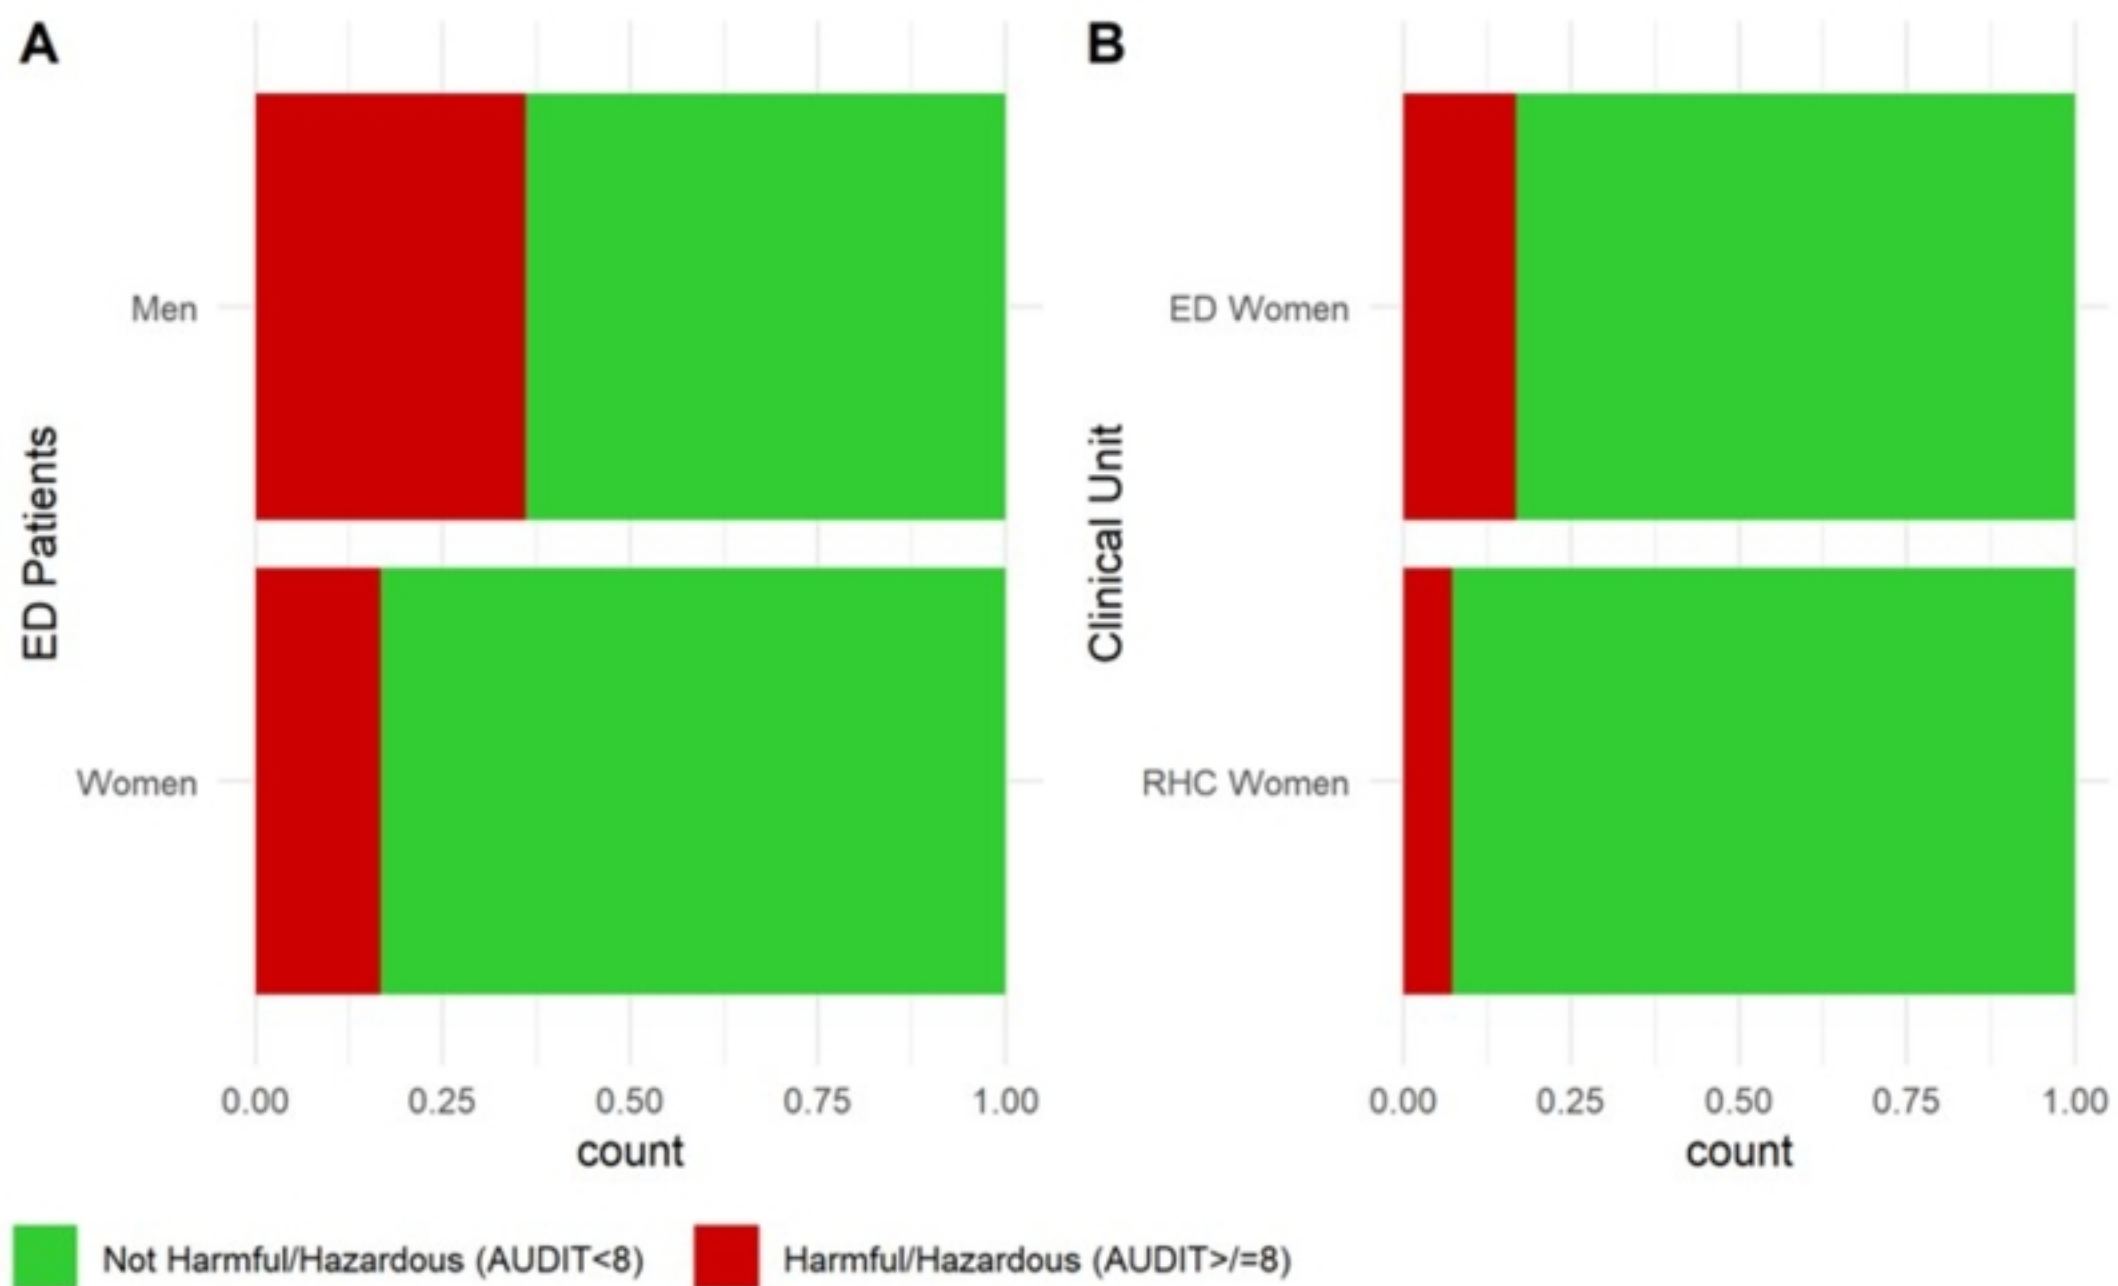 A
ED Patients
Men
Women
0.00 0.25 0.50 0.75 1.00
count
B
Clinical Unit
ED Women
RHC Women
0.00 0.25 0.50 0.75 1.00
count
Not Harmful/Hazardous (AUDIT<8) Harmful/Hazardous (AUDIT>/=8)